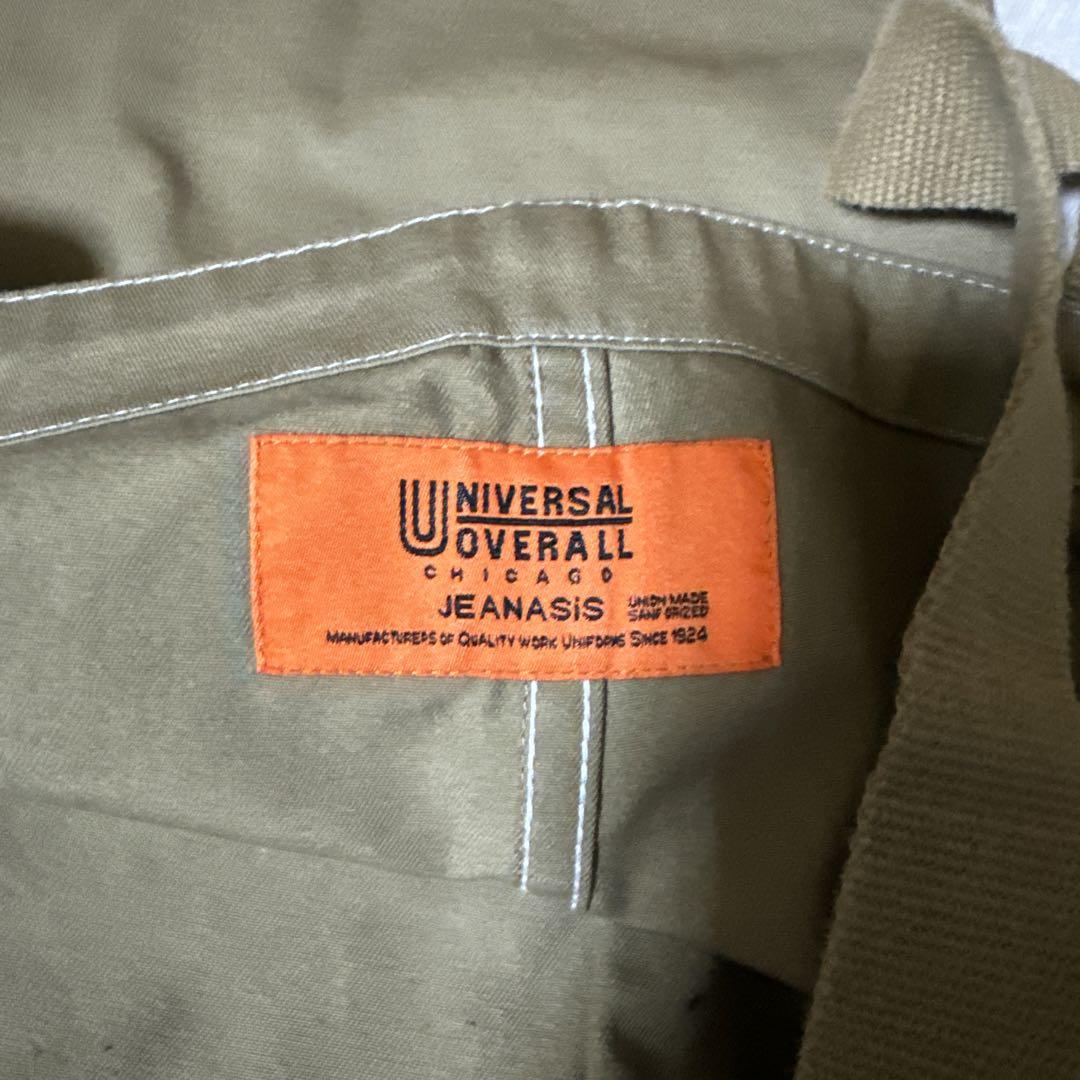 UNIVERSAL
OVERALL
CHICAGO
JEANASiS
UNION MADE
SANFORIZED
MANUFACTURERS OF QUALITY WORK UNIFORMS SINCE 1924